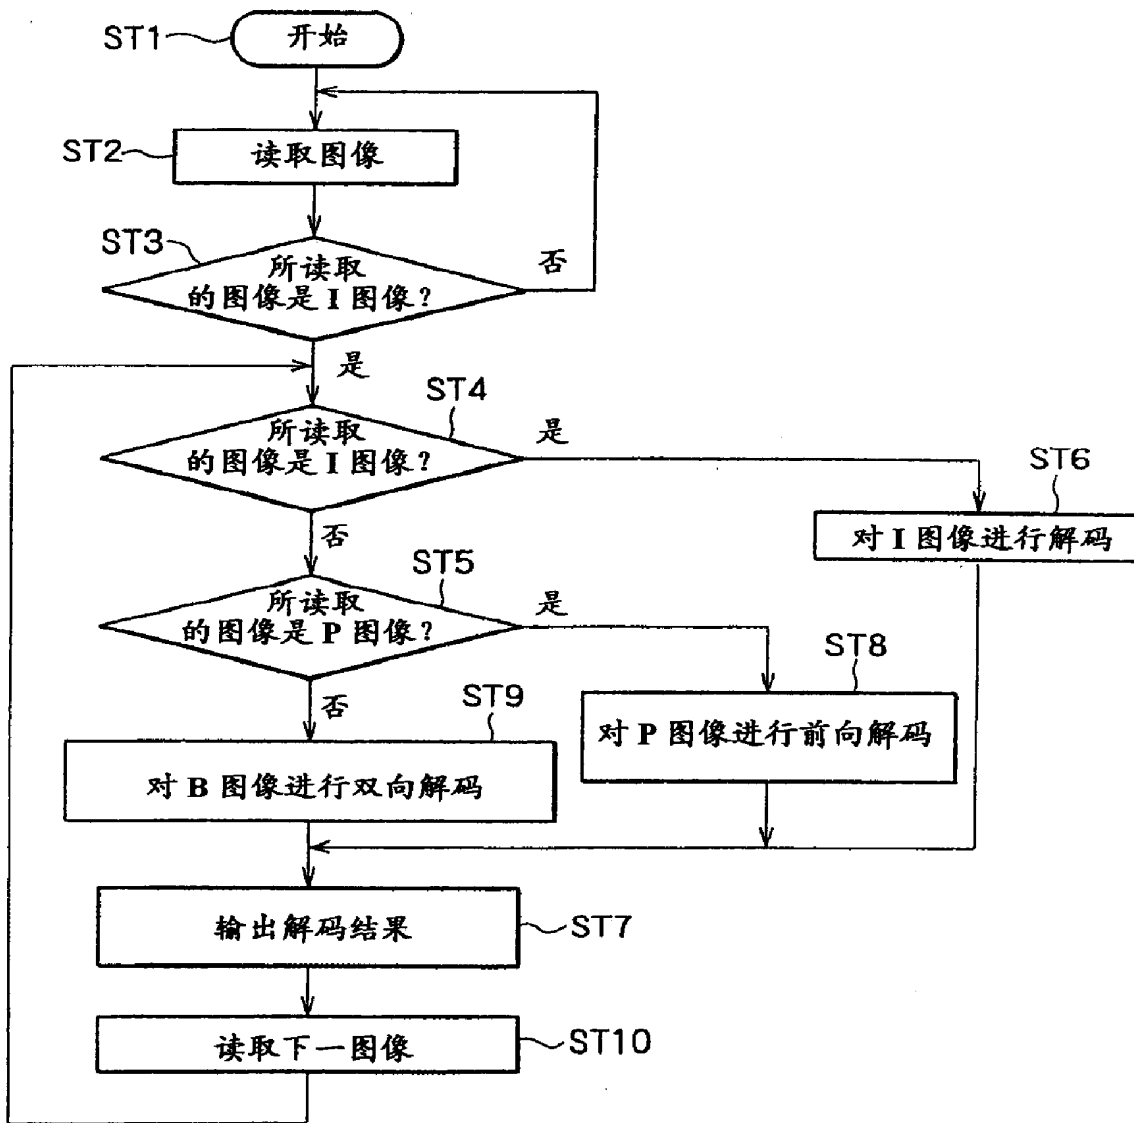 ST1
开始
ST2
读取图像
ST3
所读取
的图像是 I 图像？
否
是
ST4
所读取
的图像是 I 图像？
是
ST6
对 I 图像进行解码
否
ST5
所读取
的图像是 P 图像？
是
ST8
对 P 图像进行前向解码
否
ST9
对 B 图像进行双向解码
输出解码结果
ST7
读取下一图像
ST10